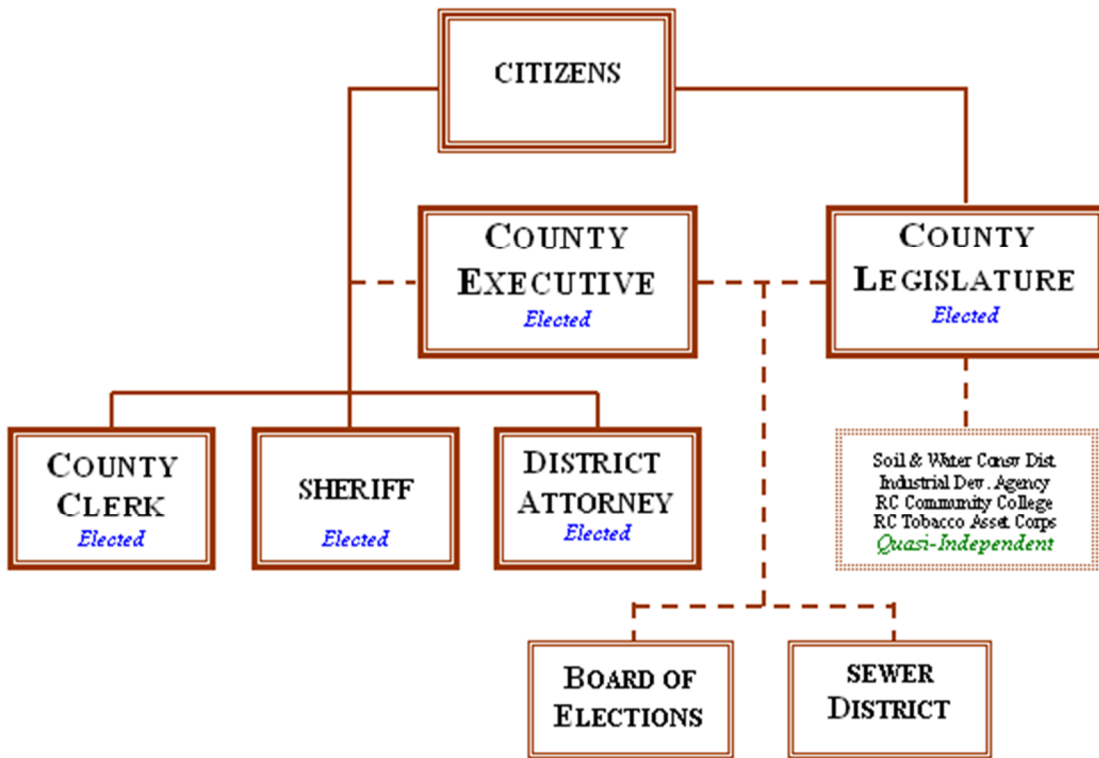 CITIZENS
COUNTY
EXECUTIVE
Elected
COUNTY
LEGISLATURE
Elected
COUNTY
CLERK
Elected
SHERIFF
Elected
DISTRICT
ATTORNEY
Elected
Soil & Water Consv Dist.
Industrial Dev. Agency
RC Community College
RC Tobacco Asset Corps
Quasi-Independent
BOARD OF
ELECTIONS
SEWER
DISTRICT